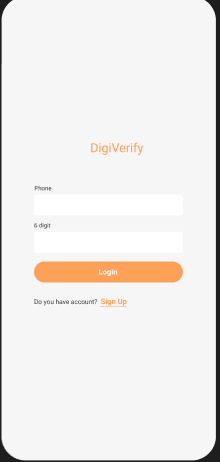 DigiVerify
Phone
6 digit
Login
Do you have account? Sign Up